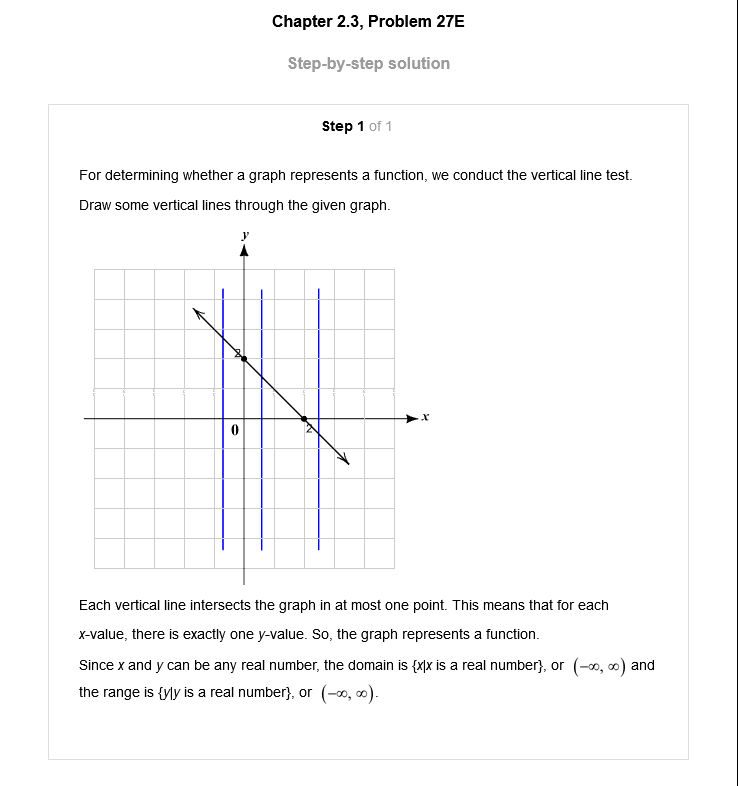 Chapter 2.3, Problem 27E
Step-by-step solution
Step 1 of 1
For determining whether a graph represents a function, we conduct the vertical line test.
Draw some vertical lines through the given graph.
y
2
x
0
2
Each vertical line intersects the graph in at most one point. This means that for each
x-value, there is exactly one y-value. So, the graph represents a function.
Since x and y can be any real number, the domain is {x|x is a real number}, or (−∞, ∞) and
the range is {y|y is a real number}, or (−∞, ∞).